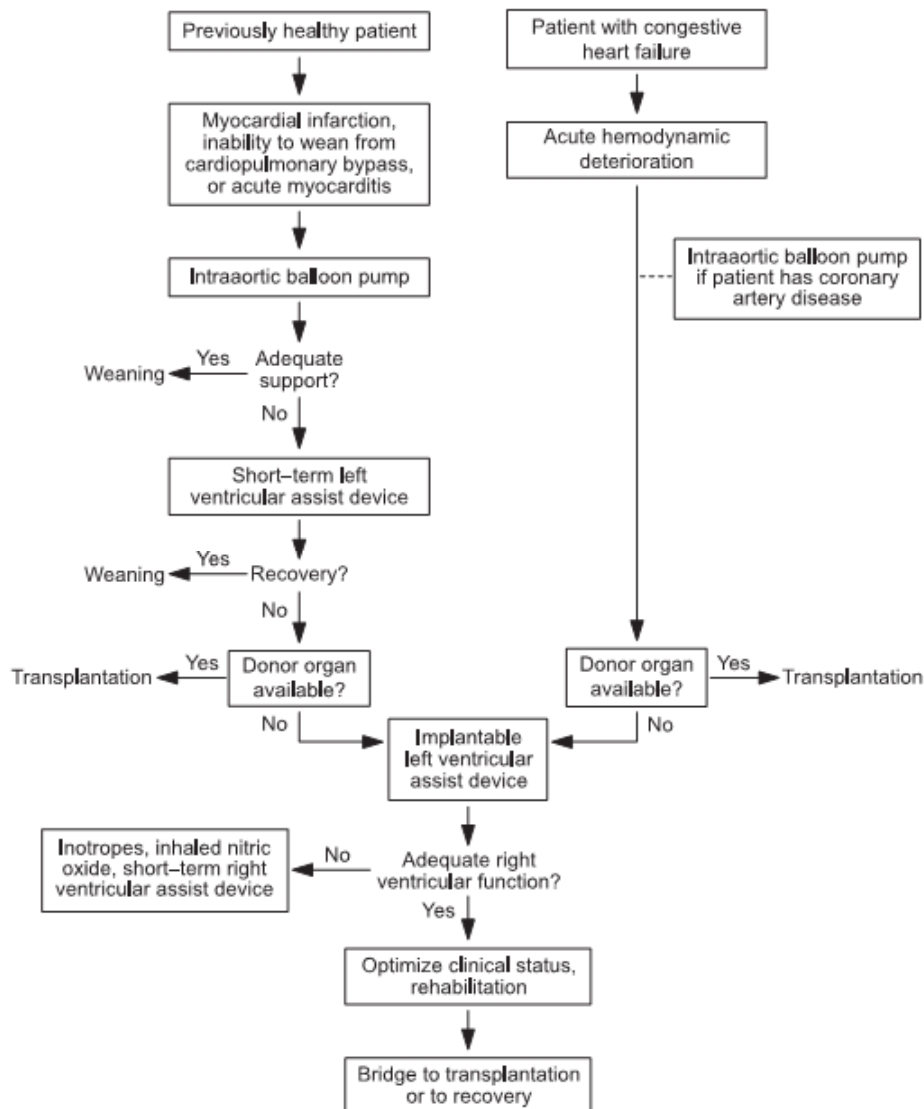 Previously healthy patient
Patient with congestive
heart failure
Myocardial infarction,
inability to wean from
cardiopulmonary bypass,
or acute myocarditis
Acute hemodynamic
deterioration
Intraaortic balloon pump
Intraaortic balloon pump
if patient has coronary
artery disease
Weaning
Yes
Adequate
support?
No
Short–term left
ventricular assist device
Weaning
Yes
Recovery?
No
Transplantation
Yes
Donor organ
available?
No
Donor organ
available?
Yes
Transplantation
No
Implantable
left ventricular
assist device
Inotropes, inhaled nitric
oxide, short–term right
ventricular assist device
No
Adequate right
ventricular function?
Yes
Optimize clinical status,
rehabilitation
Bridge to transplantation
or to recovery